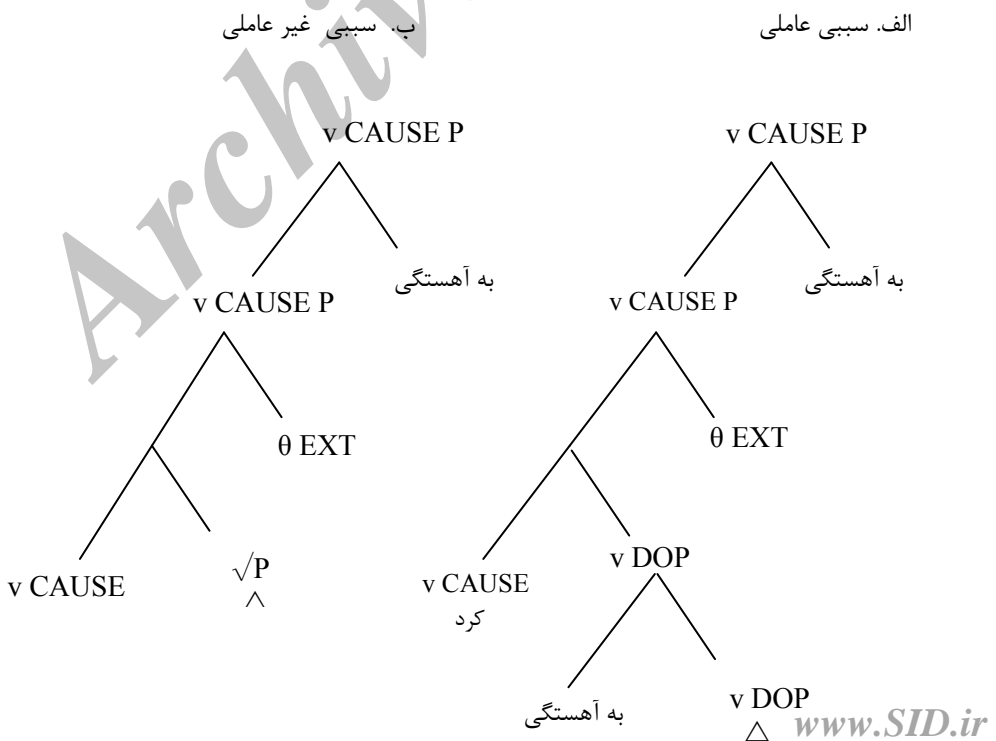 الف. سببی عاملی
ب. سببی غیر عاملی
v CAUSE P
v CAUSE P
به آهستگی
به آهستگی
v CAUSE P
v CAUSE P
θ EXT
θ EXT
v DOP
√P
v CAUSE
v CAUSE
کرد
v DOP
به آهستگی
www.SID.ir
Archiv